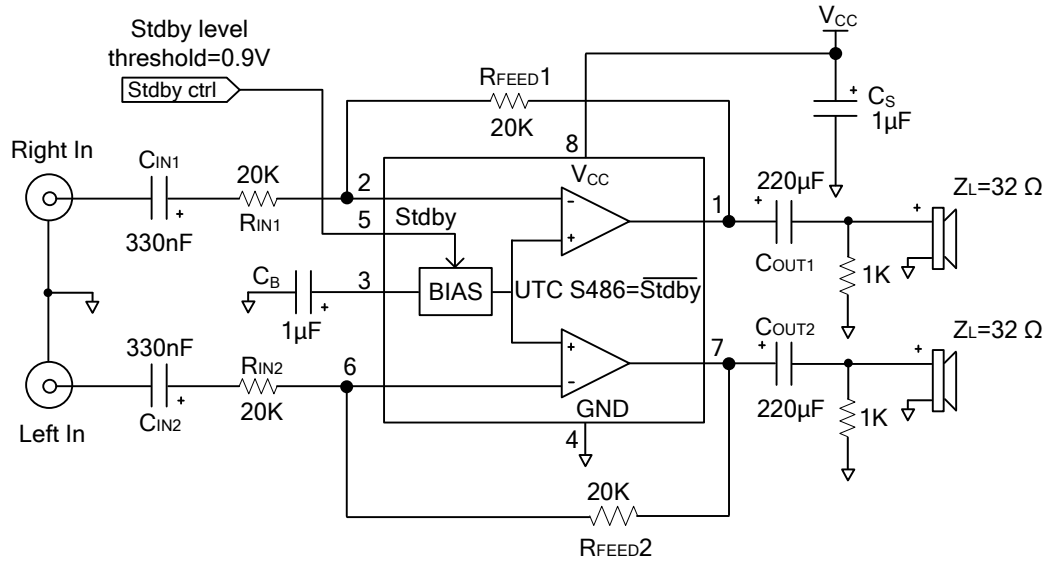 Stdby level
threshold=0.9V
Stdby ctrl
VCC
RFEED1
20K
CS
1µF
8
VCC
Right In
CIN1
330nF
20K
RIN1
2
5
Stdby
1
220µF
COUT1
ZL=32 Ω
1K
CB
1µF
3
BIAS
UTC S486=Stdby
330nF
CIN2
RIN2
20K
6
7
COUT2
220µF
ZL=32 Ω
1K
Left In
GND
4
20K
RFEED2
+
+
+
+
+
+
+
+
-
+
+
-